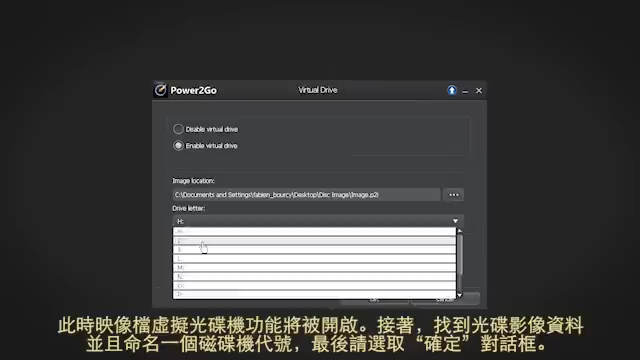 Power2Go
Virtual Drive
Disable virtual drive
Enable virtual drive
Image location:
C:\Documents and Settings\fabien_bourcy\Desktop\Disc Image\Image.p2i
Drive letter:
H:
L:
M:
N:
此時映像檔虛擬光碟機功能將被開啟。接著，找到光碟影像資料
並且命名一個磁碟機代號，最後請選取“確定”對話框。